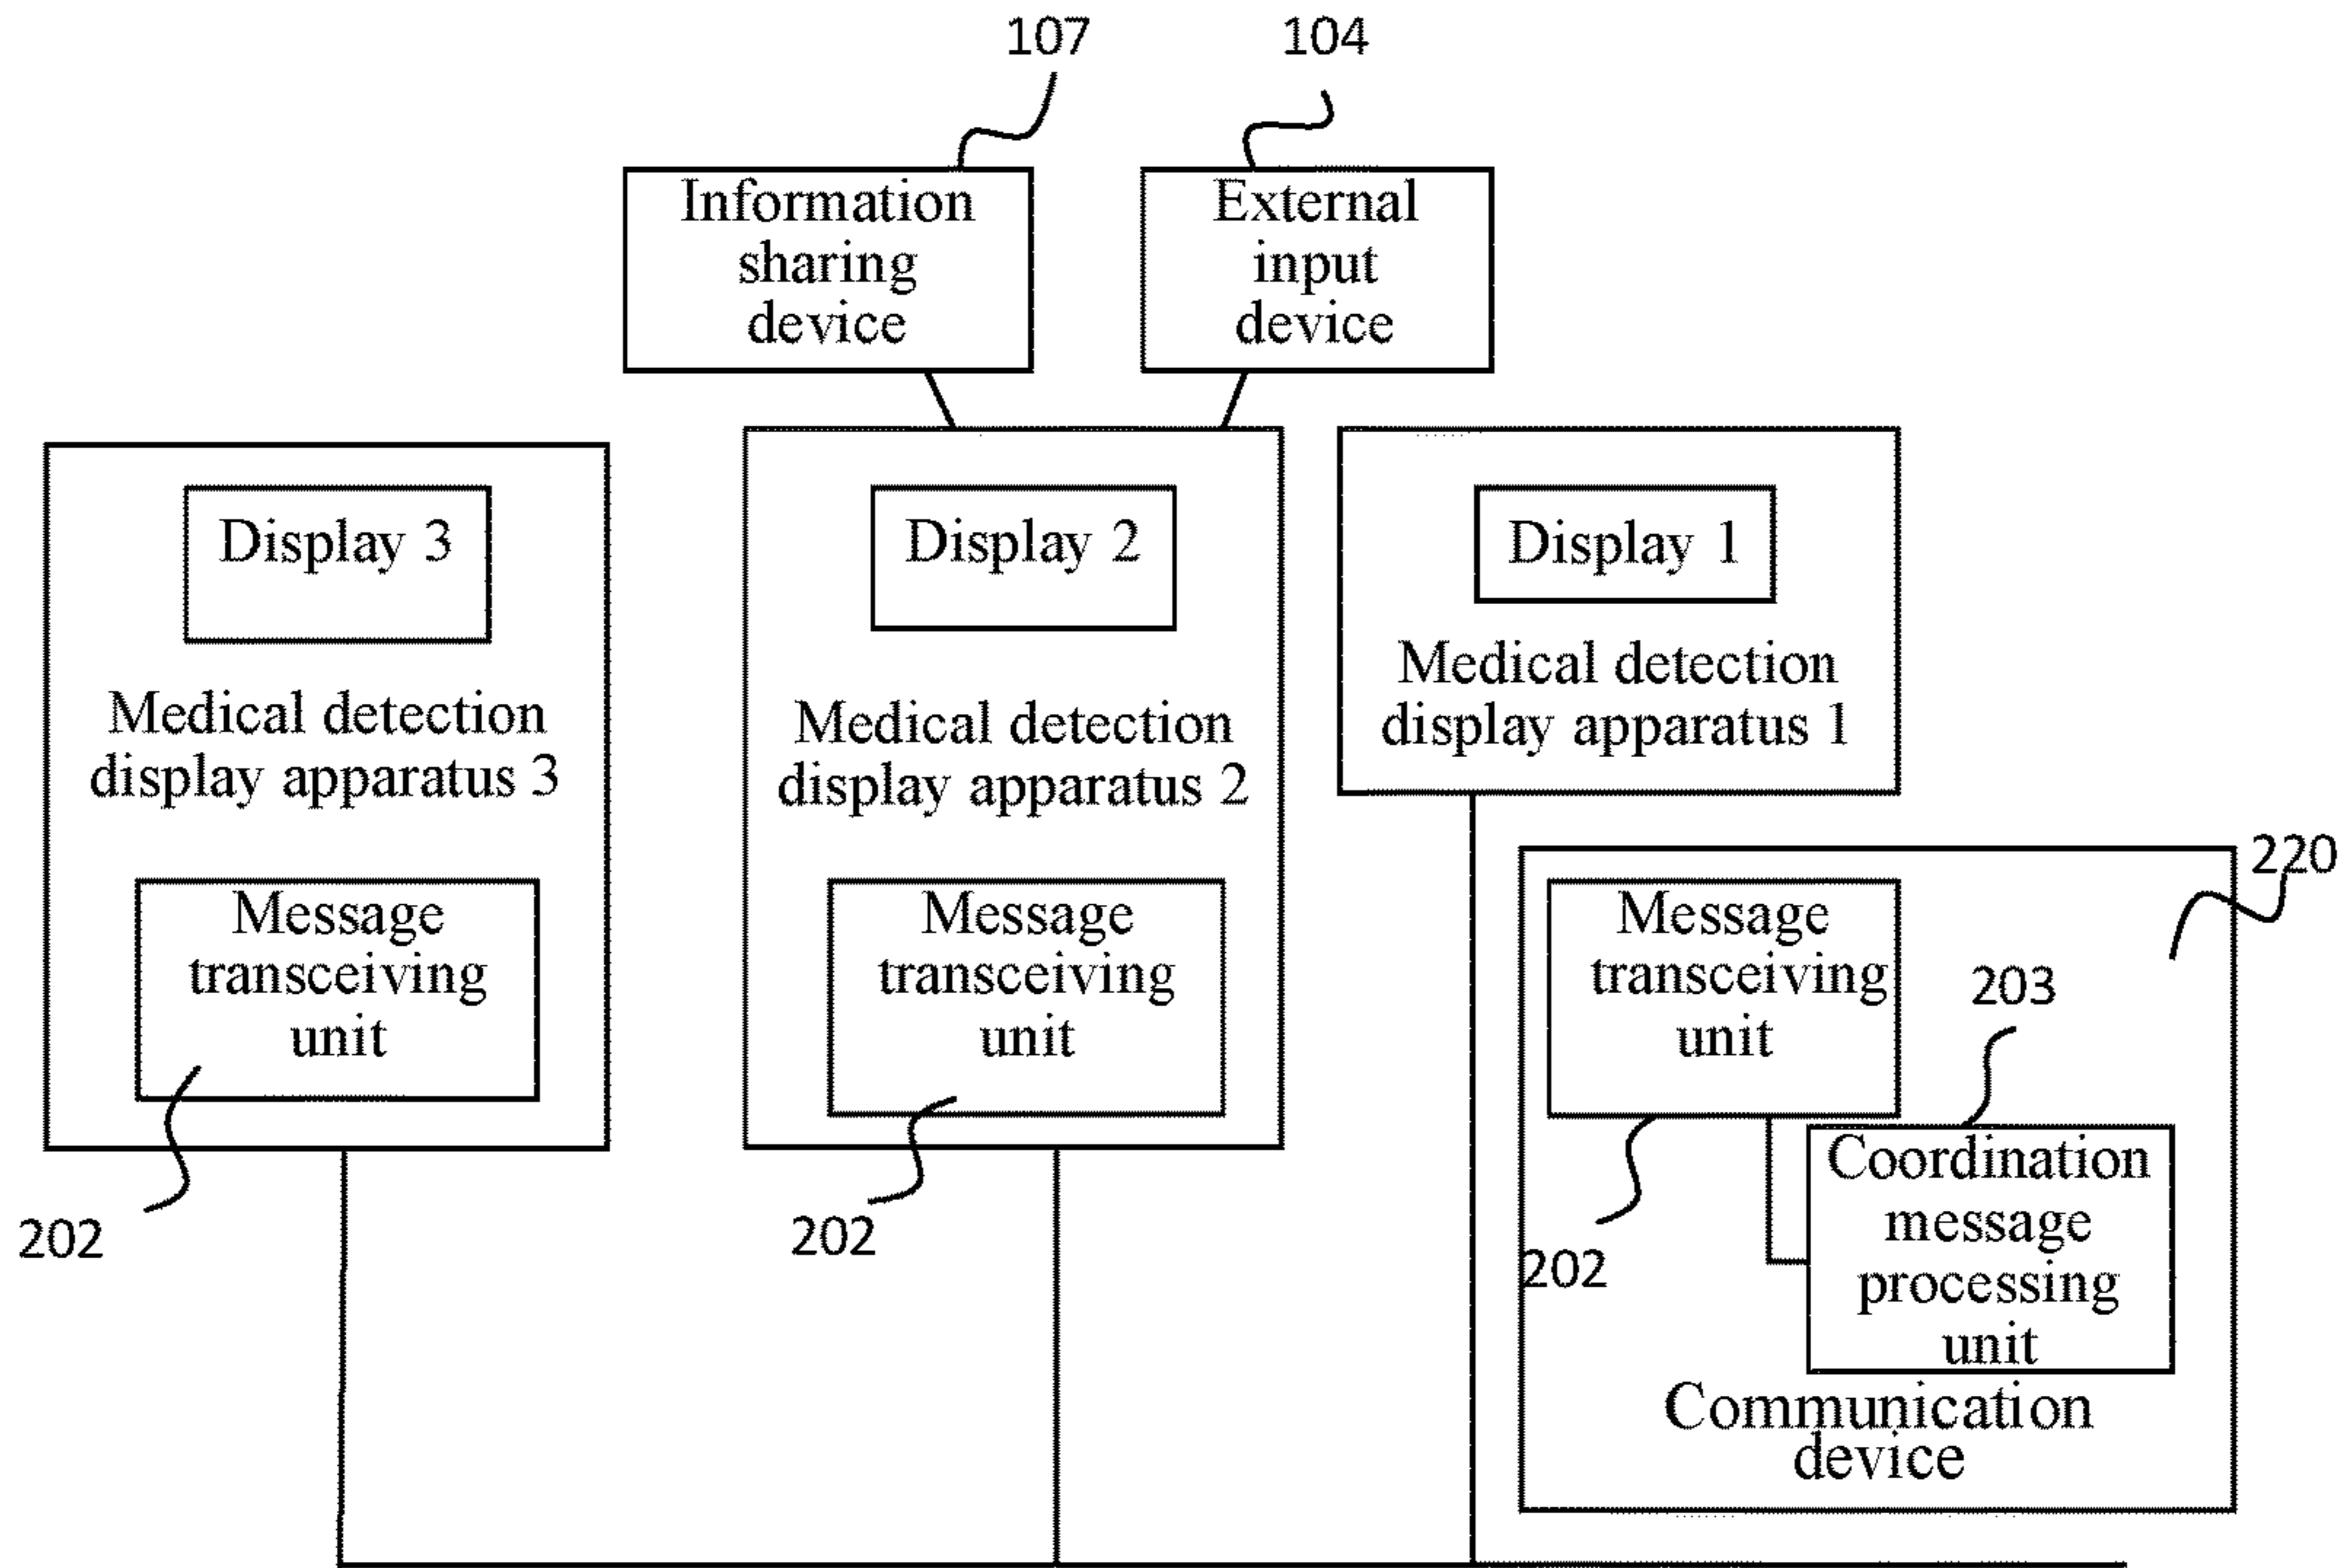 107
104
Information
sharing
device
External
input
device
Display 3
Medical detection
display apparatus 3
Message
transceiving
unit
202
Display 2
Medical detection
display apparatus 2
Message
transceiving
unit
202
Display 1
Medical detection
display apparatus 1
220
Message
transceiving
unit
202
203
Coordination
message
processing
unit
Communication
device